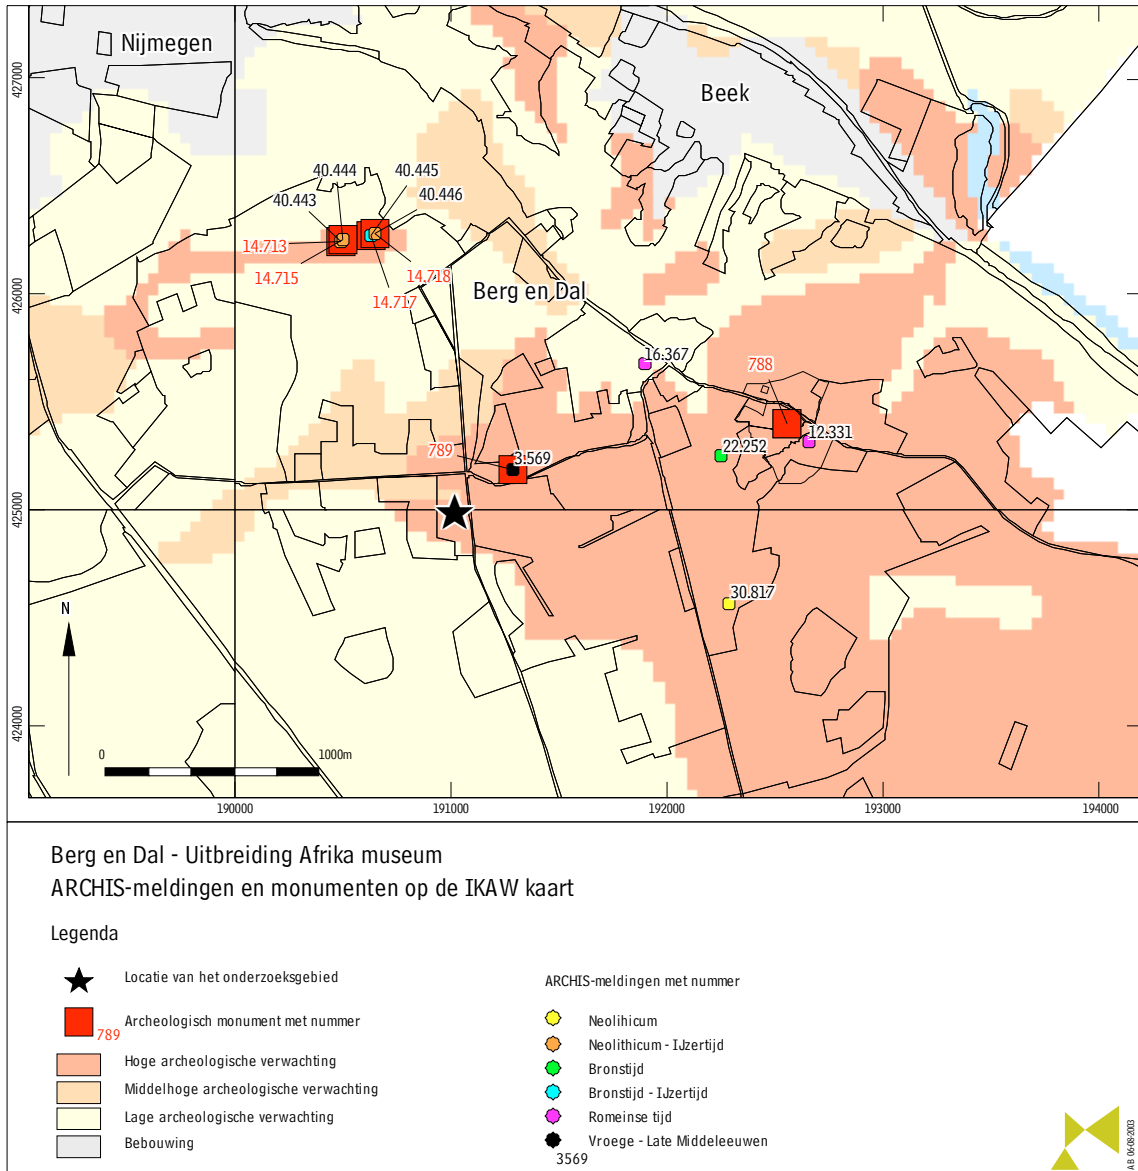 Nijmegen
427000
Beek
40.444
40.445
40.443
40.446
14.713
14.715
14.718
14.717
426000
Berg en Dal
16.367
788
12.331
22.252
789
3.569
425000
30.817
N
424000
0
1000m
190000
191000
192000
193000
194000
Berg en Dal - Uitbreiding Afrika museum
ARCHIS-meldingen en monumenten op de IKAW kaart
Legenda
Locatie van het onderzoeksgebied
Archeologisch monument met nummer
789
Hoge archeologische verwachting
Middelhoge archeologische verwachting
Lage archeologische verwachting
Bebouwing
ARCHIS-meldingen met nummer
Neolihicum
Neolithicum - IJzertijd
Bronstijd
Bronstijd - IJzertijd
Romeinse tijd
Vroege - Late Middeleeuwen
3569
A.B. 06-08-2003